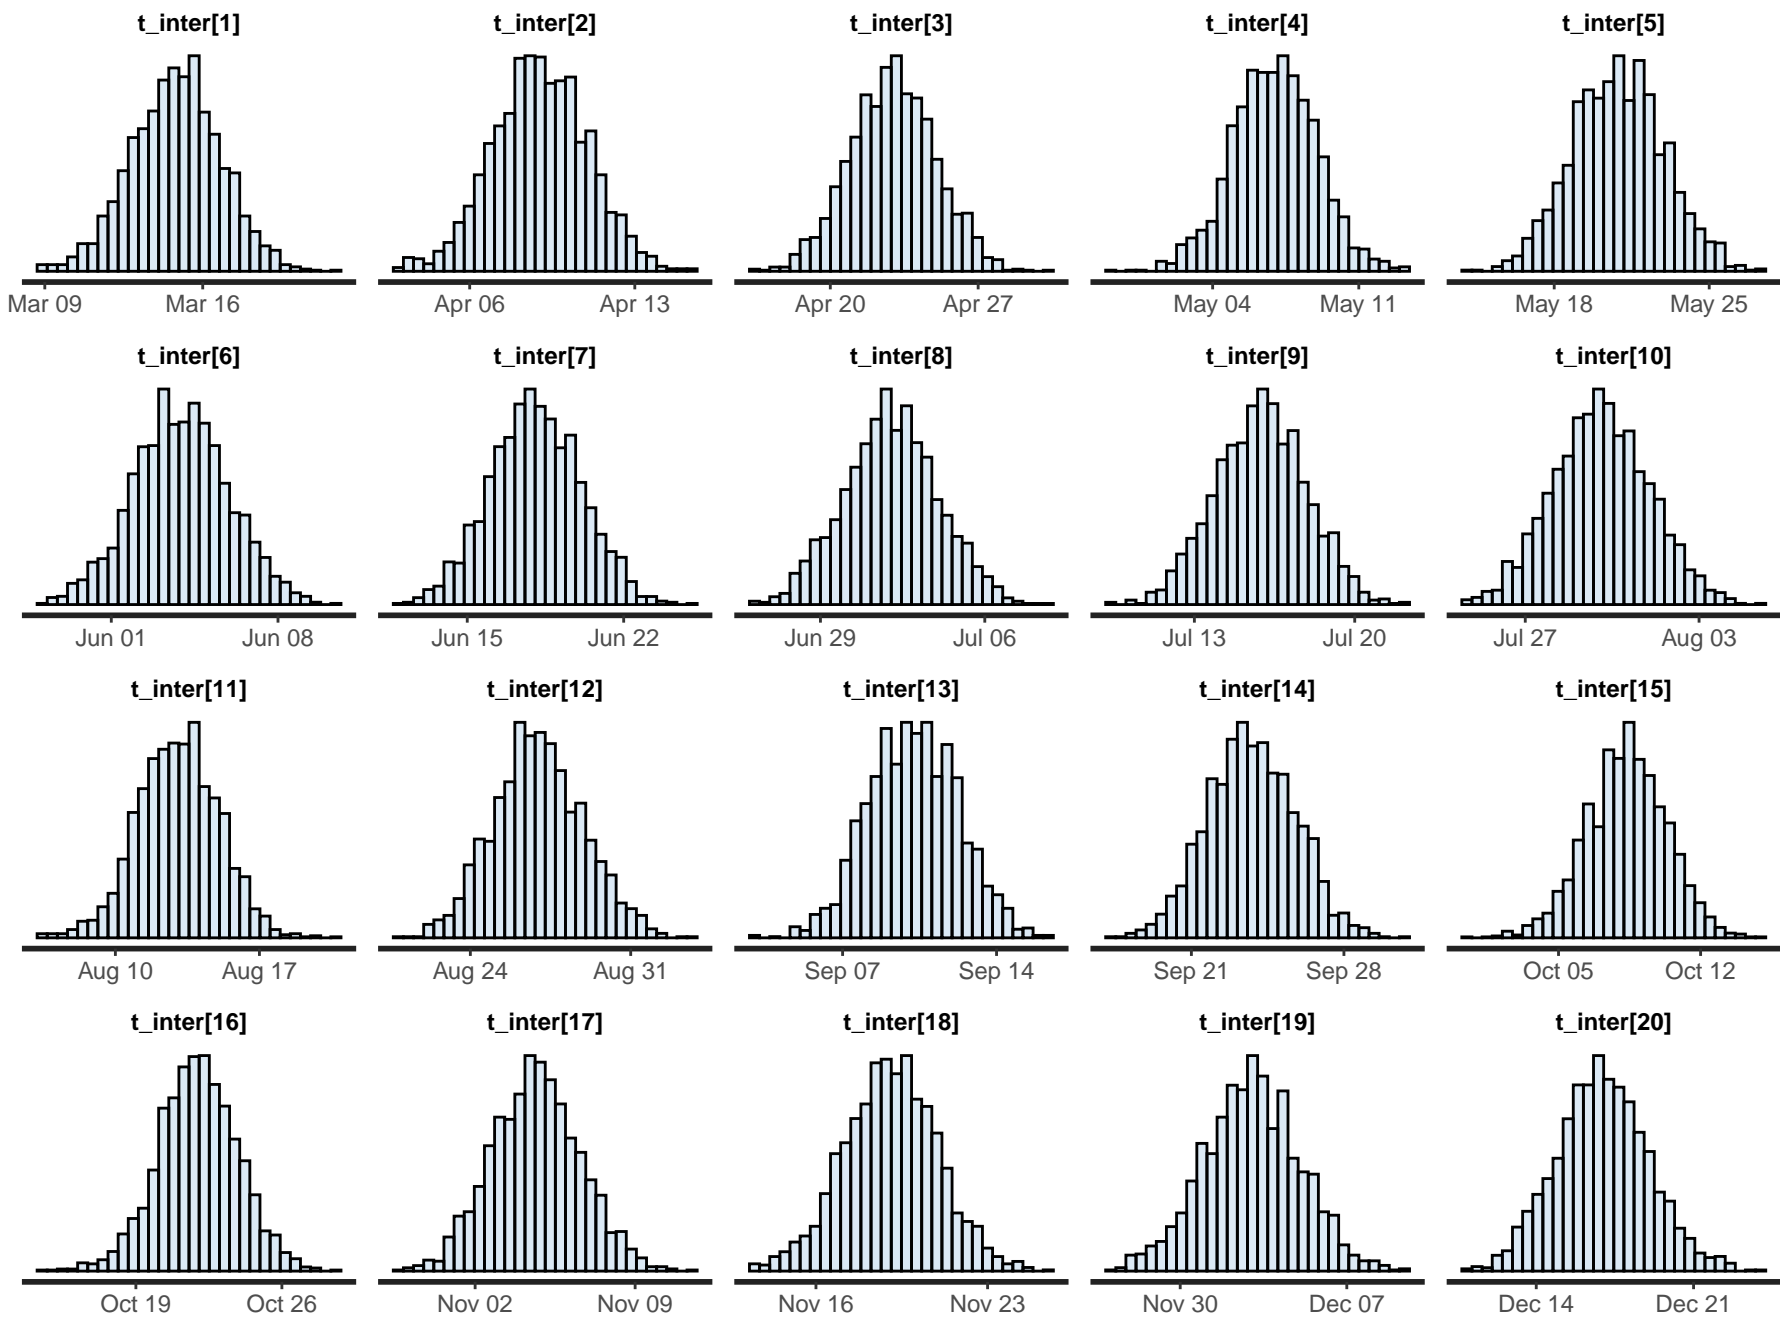 t_inter[1] t_inter[2] t_inter[3] t_inter[4] t_inter[5]
Mar 09 Mar 16 Apr 06 Apr 13 Apr 20 Apr 27 May 04 May 11 May 18 May 25
t_inter[6] t_inter[7] t_inter[8] t_inter[9] t_inter[10]
Jun 01 Jun 08 Jun 15 Jun 22 Jun 29 Jul 06 Jul 13 Jul 20 Jul 27 Aug 03
t_inter[11] t_inter[12] t_inter[13] t_inter[14] t_inter[15]
Aug 10 Aug 17 Aug 24 Aug 31 Sep 07 Sep 14 Sep 21 Sep 28 Oct 05 Oct 12
t_inter[16] t_inter[17] t_inter[18] t_inter[19] t_inter[20]
Oct 19 Oct 26 Nov 02 Nov 09 Nov 16 Nov 23 Nov 30 Dec 07 Dec 14 Dec 21